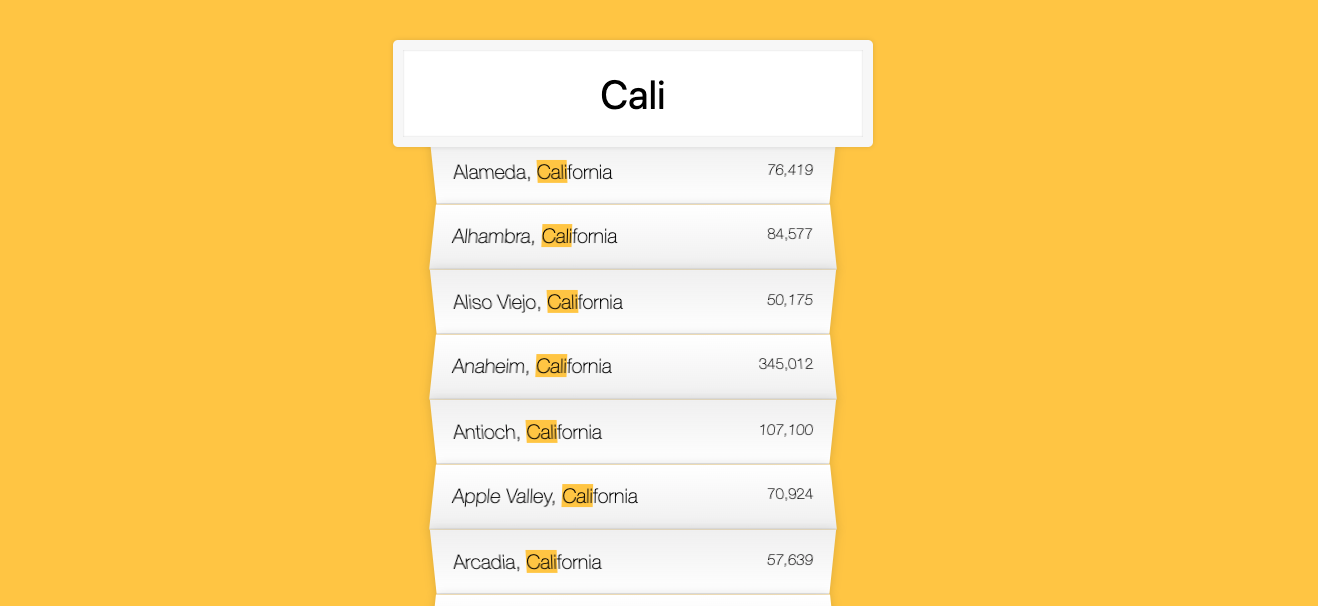 Cali
Alameda, California 76,419
Alhambra, California 84,577
Aliso Viejo, California 50,175
Anaheim, California 345,012
Antioch, California 107,100
Apple Valley, California 70,924
Arcadia, California 57,639